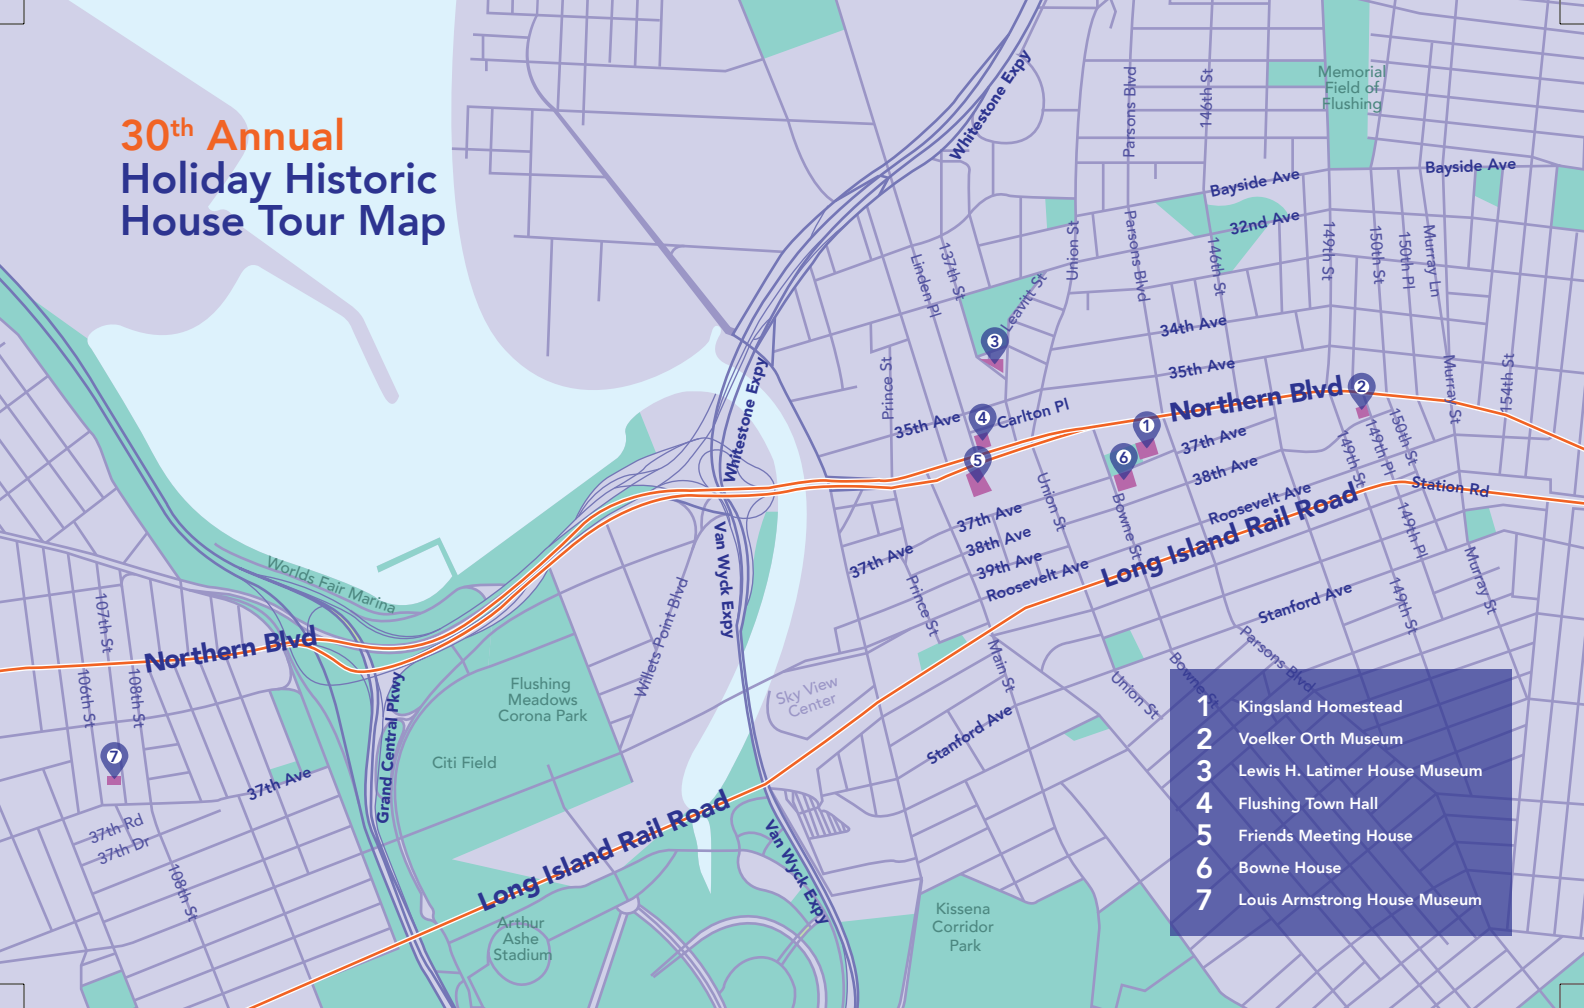 30th Annual
Holiday Historic
House Tour Map
Whitestone Expy
Parsons Blvd
146th St
Memorial
Field of
Flushing
Bayside Ave
Bayside Ave
32nd Ave
Linden Pl
137th St
Leavitt St
Union St
Parsons Blvd
146th St
149th St
150th St
150th Pl
Murray Ln
34th Ave
35th Ave
3
Prince St
Whitestone Expy
35th Ave
4
Carlton Pl
5
1
6
Northern Blvd
2
37th Ave
38th Ave
Roosevelt Ave
149th St
149th Pl
150th St
Murray St
154th St
Station Rd
Union St
Bowne St
37th Ave
38th Ave
39th Ave
Roosevelt Ave
37th Ave
Prince St
Long Island Rail Road
149th Pl
149th St
Murray St
Stanford Ave
Parsons Blvd
Bowne St
Union St
Main St
Stanford Ave
Van Wyck Expy
Willets Point Blvd
Sky View
Center
Worlds Fair Marina
Northern Blvd
107th St
106th St
108th St
7
37th Ave
37th Rd
37th Dr
108th St
Grand Central Pkwy
Flushing
Meadows
Corona Park
Citi Field
Long Island Rail Road
Van Wyck Expy
Arthur
Ashe
Stadium
Kissena
Corridor
Park
1 Kingsland Homestead
2 Voelker Orth Museum
3 Lewis H. Latimer House Museum
4 Flushing Town Hall
5 Friends Meeting House
6 Bowne House
7 Louis Armstrong House Museum